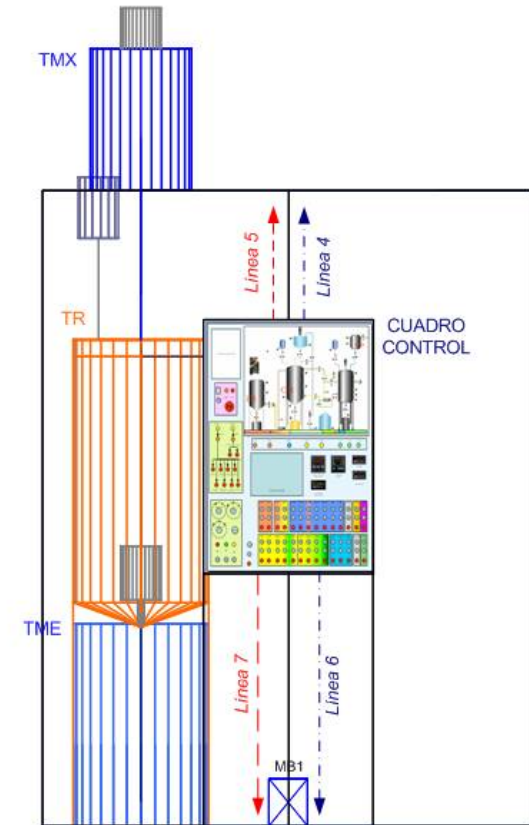 TMX
Línea 5
Línea 4
TR
CUADRO
CONTROL
TME
Línea 7
Línea 6
MB1